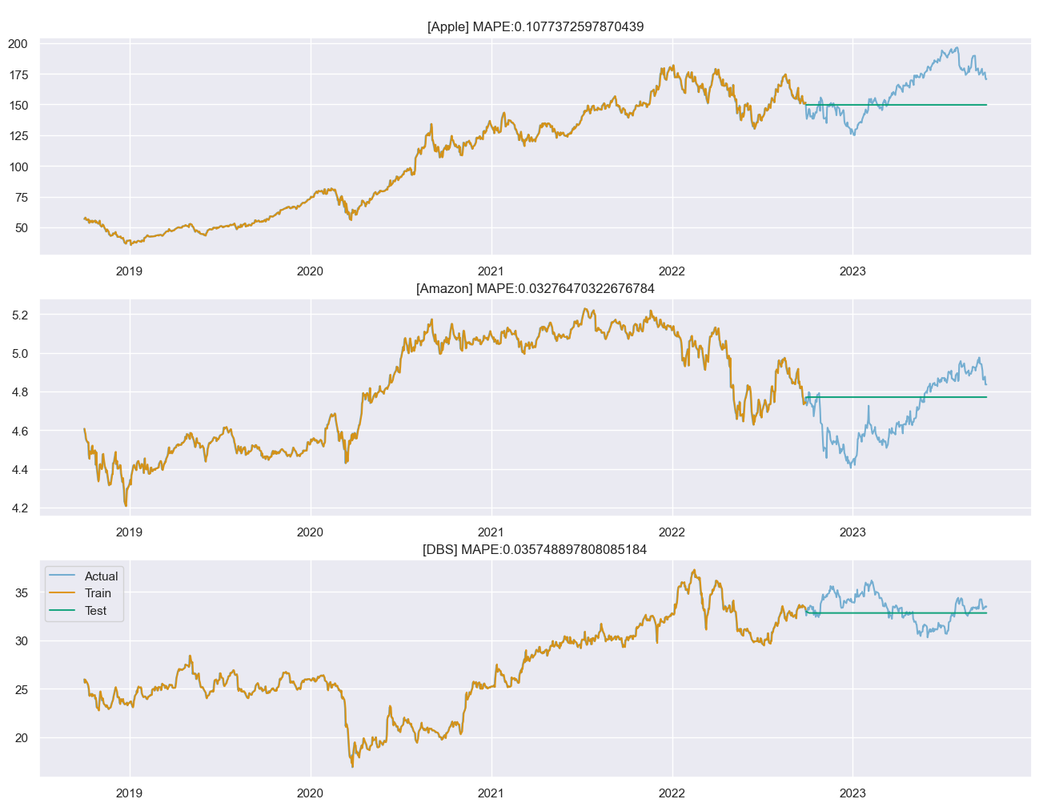 [Apple] MAPE:0.1077372597870439
200
175
150
125
100
75
50
2019 2020 2021 2022 2023
[Amazon] MAPE:0.03276470322676784
5.2
5.0
4.8
4.6
4.4
4.2
2019 2020 2021 2022 2023
[DBS] MAPE:0.035748897808085184
Actual
Train
Test
35
30
25
20
2019 2020 2021 2022 2023